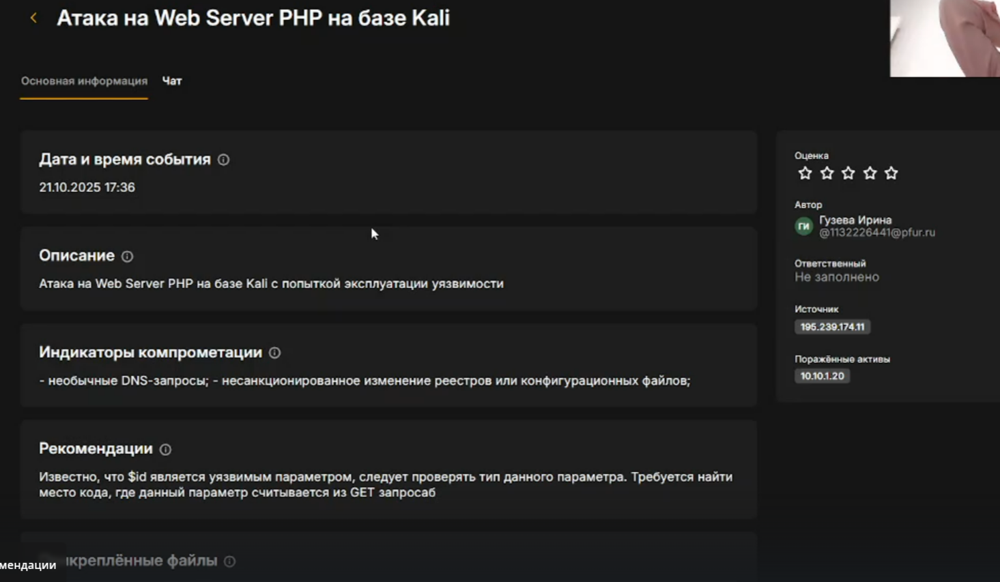 Атака на Web Server PHP на базе Kali
Основная информация
Чат
Дата и время события
21.10.2025 17:36
Описание
Атака на Web Server PHP на базе Kali с попыткой эксплуатации уязвимости
Индикаторы компрометации
- необычные DNS-запросы; - несанкционированное изменение реестров или конфигурационных файлов;
Рекомендации
Известно, что $id является уязвимым параметром, следует проверять тип данного параметра. Требуется найти
место кода, где данный параметр считывается из GET запросаб
икреплённые файлы
мендации
Оценка
Автор
ГИ
Гузева Ирина
@1132226441@pfur.ru
Ответственный
Не заполнено
Источник
195.239.174.11
Поражённые активы
10.10.1.20